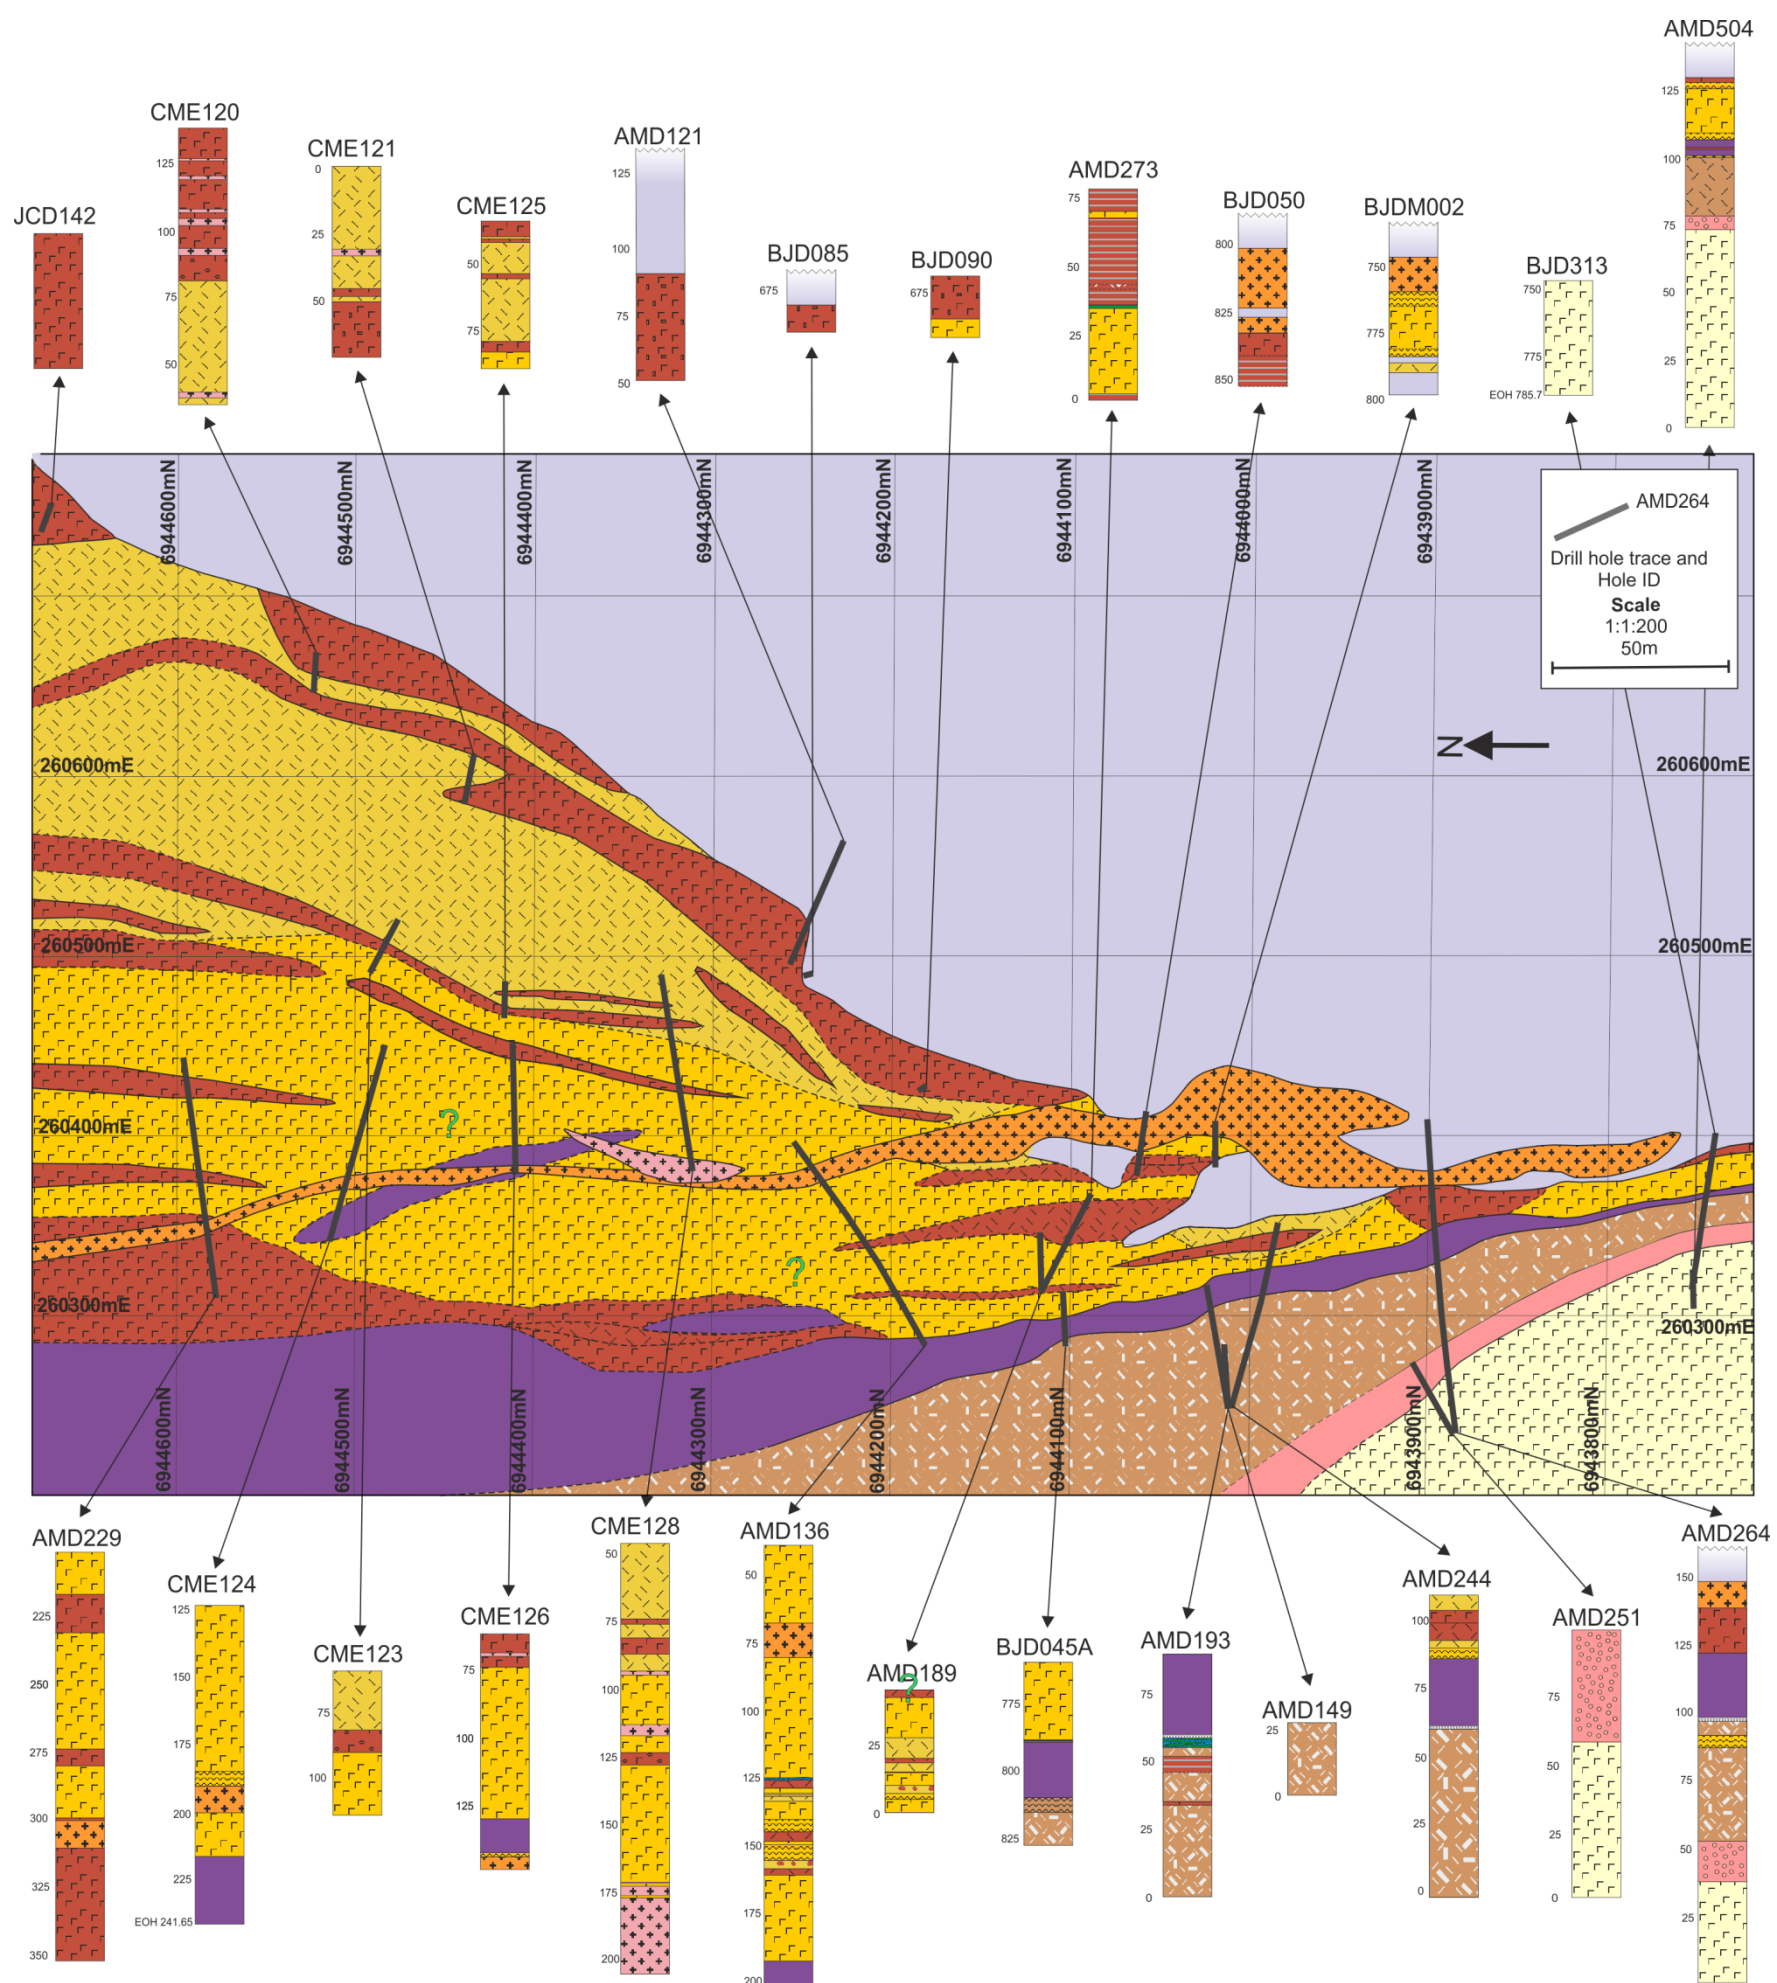 AMD504
CME120
AMD121
CME121
AMD273
CME125
BJD050
BJDM002
JCD142
BJD085
BJD090
BJD313
125
100
75
50
0
25
50
50
75
125
100
75
50
675
675
75
50
25
0
800
825
850
750
775
800
750
775
EOH 785.7
125
100
75
50
25
0
6944600mN
6944500mN
6944400mN
6944300mN
6944200mN
6944100mN
6944000mN
6943900mN
AMD264
Drill hole trace and
Hole ID
Scale
1:1:200
50m
N
260600mE
260600mE
260500mE
260500mE
260400mE
?
?
260300mE
260300mE
6944600mN
6944500mN
6944400mN
6944300mN
6944200mN
6944100mN
6943900mN
6943800mN
AMD229
CME124
CME123
CME126
CME128
AMD136
AMD189
?
BJD045A
AMD193
AMD149
AMD244
AMD251
AMD264
225
250
275
300
325
350
125
150
175
200
225
EOH 241.65
75
100
75
100
125
50
75
100
125
150
175
200
50
75
100
125
150
175
200
25
0
775
800
825
75
50
25
0
25
0
100
75
50
25
0
75
50
25
0
150
125
100
75
50
25